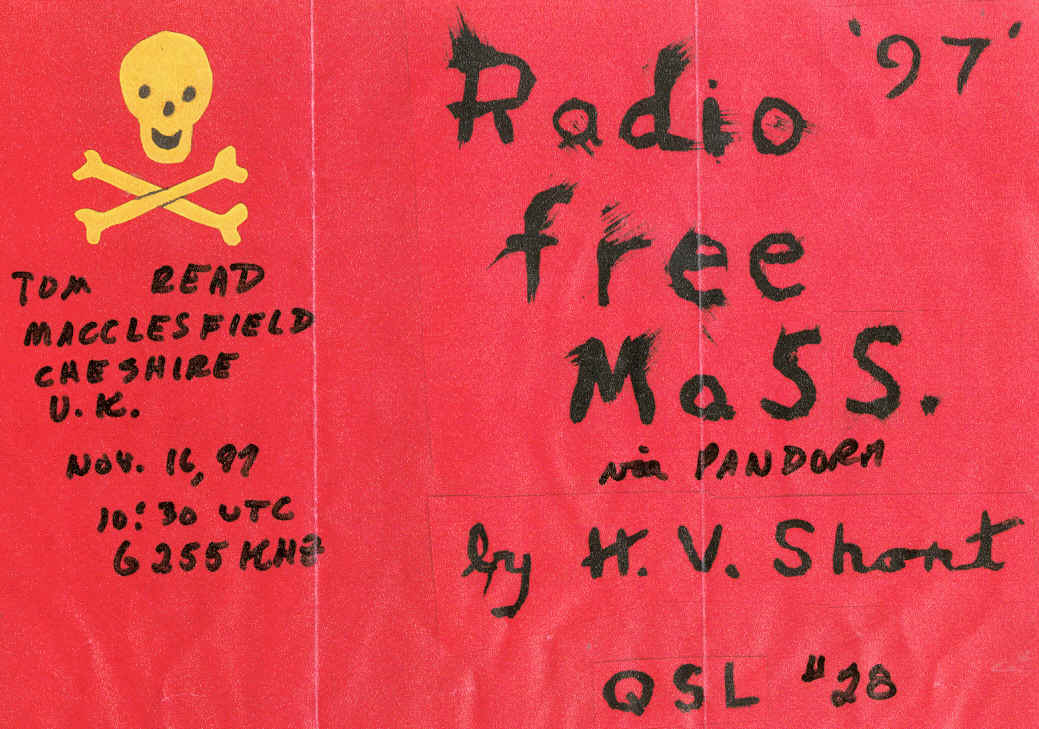 TOM READ
MACCLESFIELD
CHESHIRE
U.K.
NOV. 16, 97
10:30 UTC
6255 KHZ
'97'
Radio
free
MaSS.
via PANDORA
by H. V. Short
QSL #28